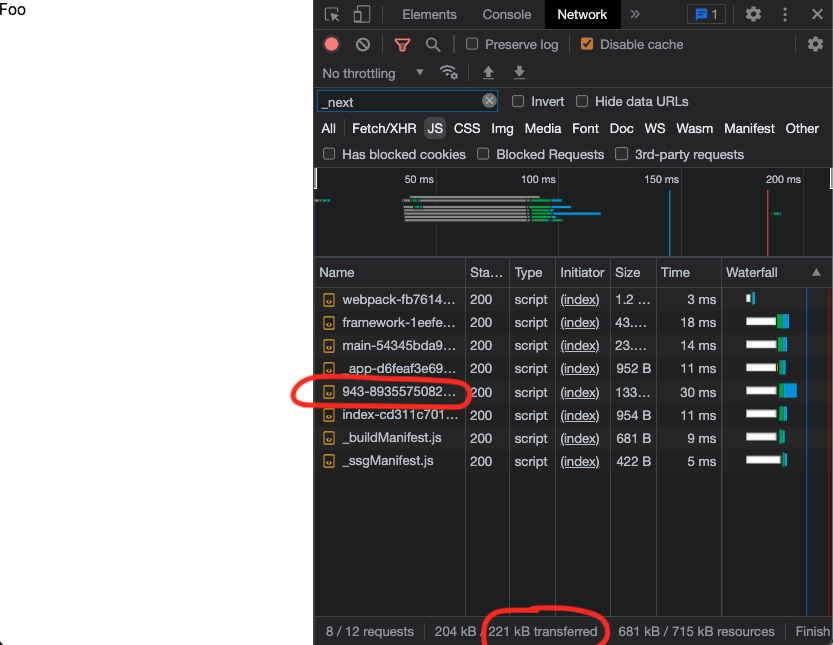 Foo
Elements Console Network » 1
Preserve log Disable cache
No throttling
_next Invert Hide data URLs
All Fetch/XHR JS CSS Img Media Font Doc WS Wasm Manifest Other
Has blocked cookies Blocked Requests 3rd-party requests
50 ms 100 ms 150 ms 200 ms
Name Sta... Type Initiator Size Time Waterfall
webpack-fb7614... 200 script (index) 1.2 ... 3 ms
framework-1eefe... 200 script (index) 43.... 18 ms
main-54345bda9... 200 script (index) 23.... 14 ms
_app-d6feaf3e69... 200 script (index) 952 B 11 ms
943-8935575082... 200 script (index) 133... 30 ms
index-cd311c701... 200 script (index) 954 B 11 ms
_buildManifest.js 200 script (index) 681 B 9 ms
_ssgManifest.js 200 script (index) 422 B 5 ms
8 / 12 requests 204 kB / 221 kB transferred 681 kB / 715 kB resources Finish